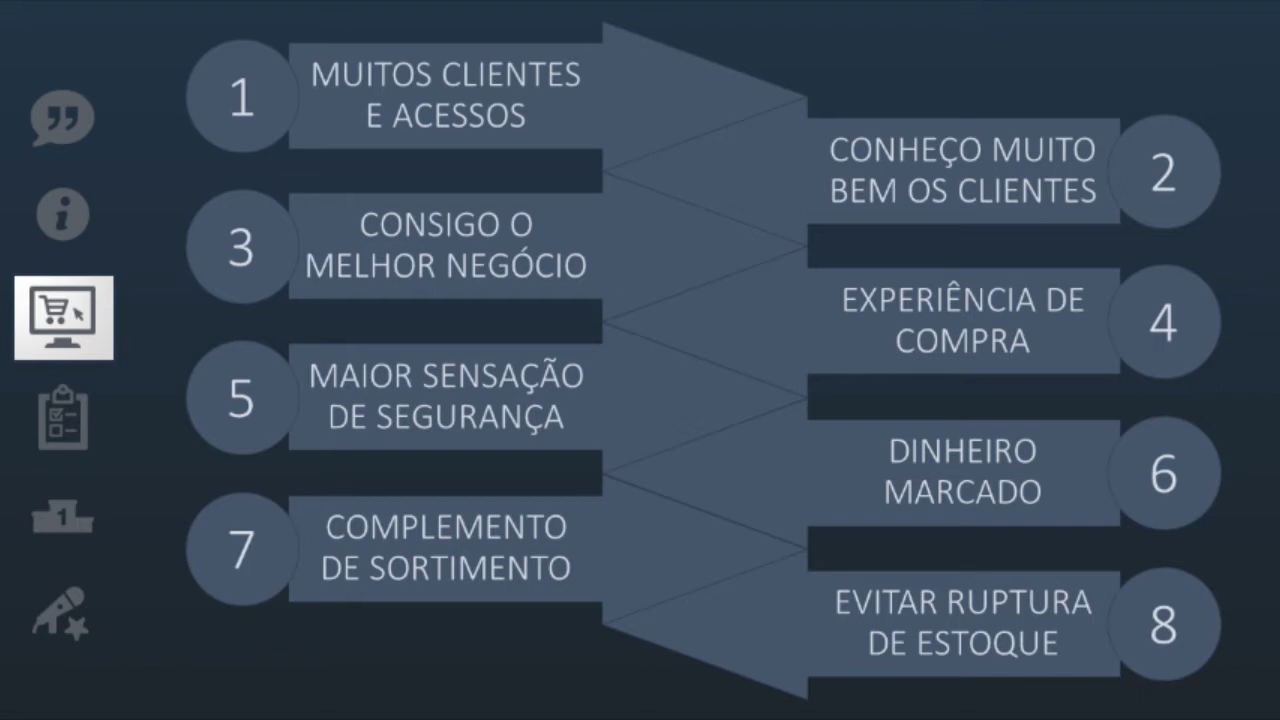 1
MUITOS CLIENTES
E ACESSOS
2
CONHEÇO MUITO
BEM OS CLIENTES
3
CONSIGO O
MELHOR NEGÓCIO
4
EXPERIÊNCIA DE
COMPRA
5
MAIOR SENSAÇÃO
DE SEGURANÇA
6
DINHEIRO
MARCADO
7
COMPLEMENTO
DE SORTIMENTO
8
EVITAR RUPTURA
DE ESTOQUE
1